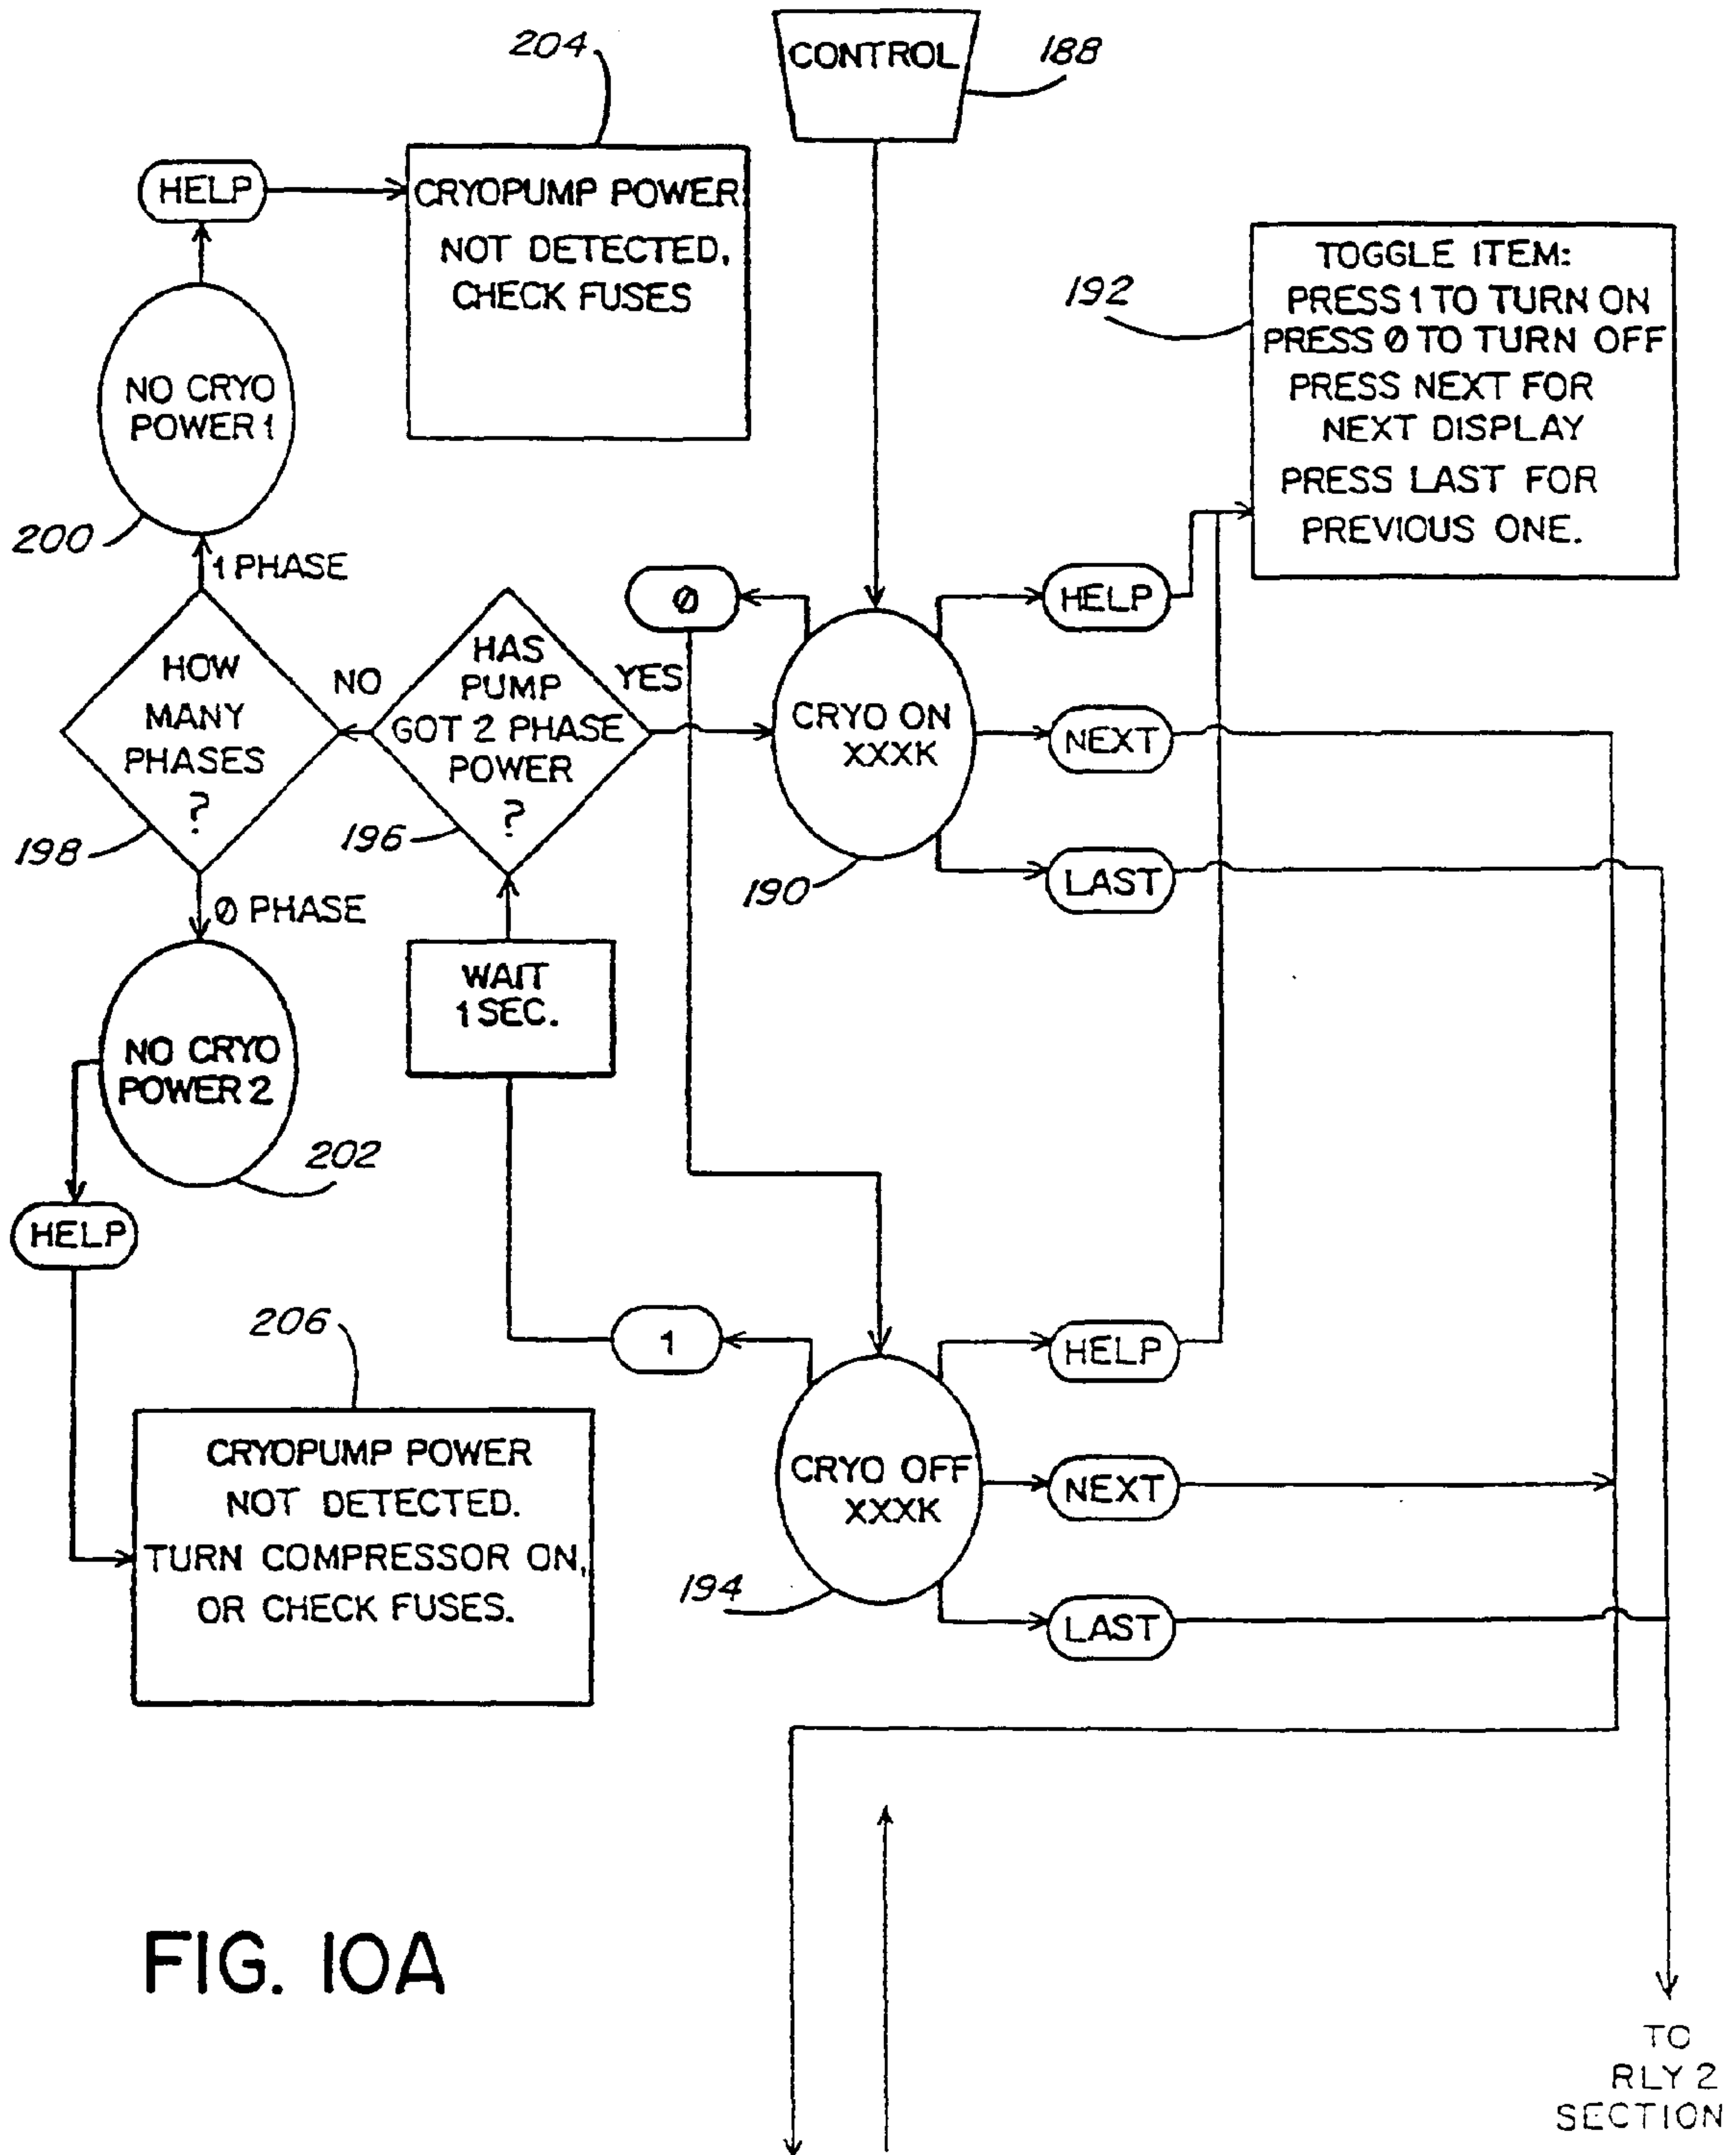 204
CONTROL
188
HELP
CRYOPUMP POWER
NOT DETECTED,
CHECK FUSES
TOGGLE ITEM:
PRESS 1 TO TURN ON
PRESS 0 TO TURN OFF
PRESS NEXT FOR
NEXT DISPLAY
PRESS LAST FOR
PREVIOUS ONE.
192
NO CRYO
POWER 1
200
1 PHASE
0
HELP
HOW
MANY
PHASES
?
198
NO
HAS
PUMP
GOT 2 PHASE
POWER
?
196
YES
CRYO ON
XXXK
190
NEXT
LAST
0 PHASE
WAIT
1 SEC.
NO CRYO
POWER 2
202
HELP
206
1
HELP
CRYOPUMP POWER
NOT DETECTED.
TURN COMPRESSOR ON,
OR CHECK FUSES.
CRYO OFF
XXXK
194
NEXT
LAST
FIG. 10A
TO
RLY 2
SECTION